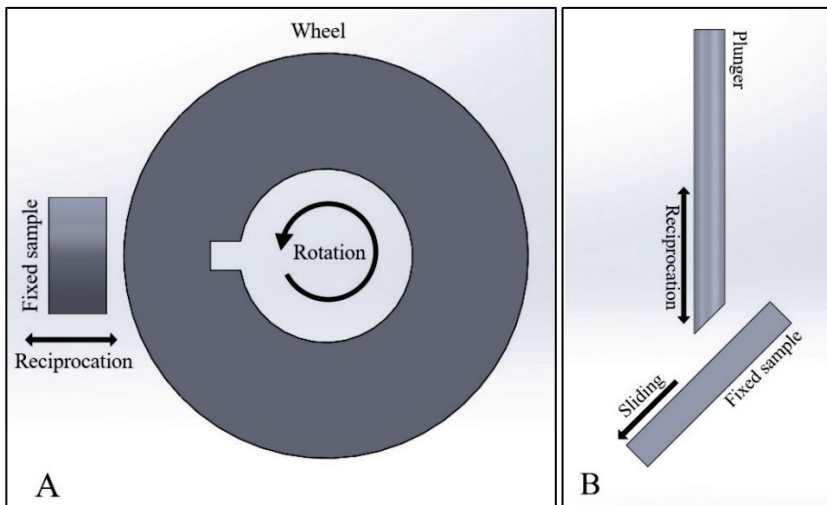 Wheel
Fixed sample
Rotation
Reciprocation
A
Plunger
Reciprocation
Sliding
Fixed sample
B